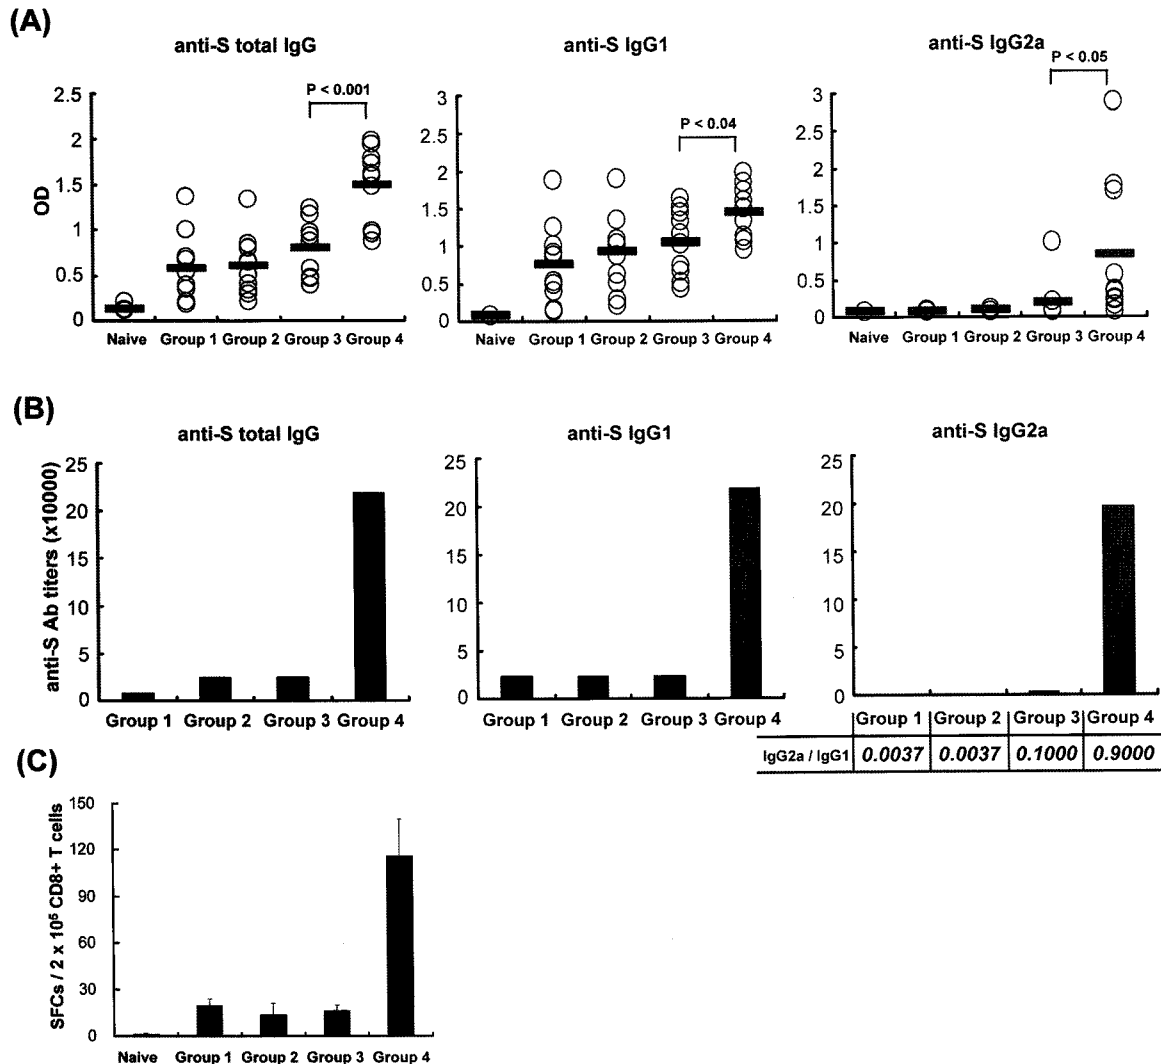 (A)
anti-S total IgG
anti-S IgG1
anti-S IgG2a
P < 0.001
P < 0.04
P < 0.05
OD
2.5
2
1.5
1
0.5
0
3
2.5
2
1.5
1
0.5
0
3
2.5
2
1.5
1
0.5
0
Naive Group 1 Group 2 Group 3 Group 4
Naive Group 1 Group 2 Group 3 Group 4
Naive Group 1 Group 2 Group 3 Group 4
(B)
anti-S total IgG
anti-S IgG1
anti-S IgG2a
anti-S Ab titers (x10000)
25
20
15
10
5
0
25
20
15
10
5
0
25
20
15
10
5
0
Group 1 Group 2 Group 3 Group 4
Group 1 Group 2 Group 3 Group 4
Group 1 Group 2 Group 3 Group 4
IgG2a / IgG1 0.0037 0.0037 0.1000 0.9000
(C)
SFCs / 2 x 10⁵ CD8+ T cells
150
120
90
60
30
0
Naive Group 1 Group 2 Group 3 Group 4